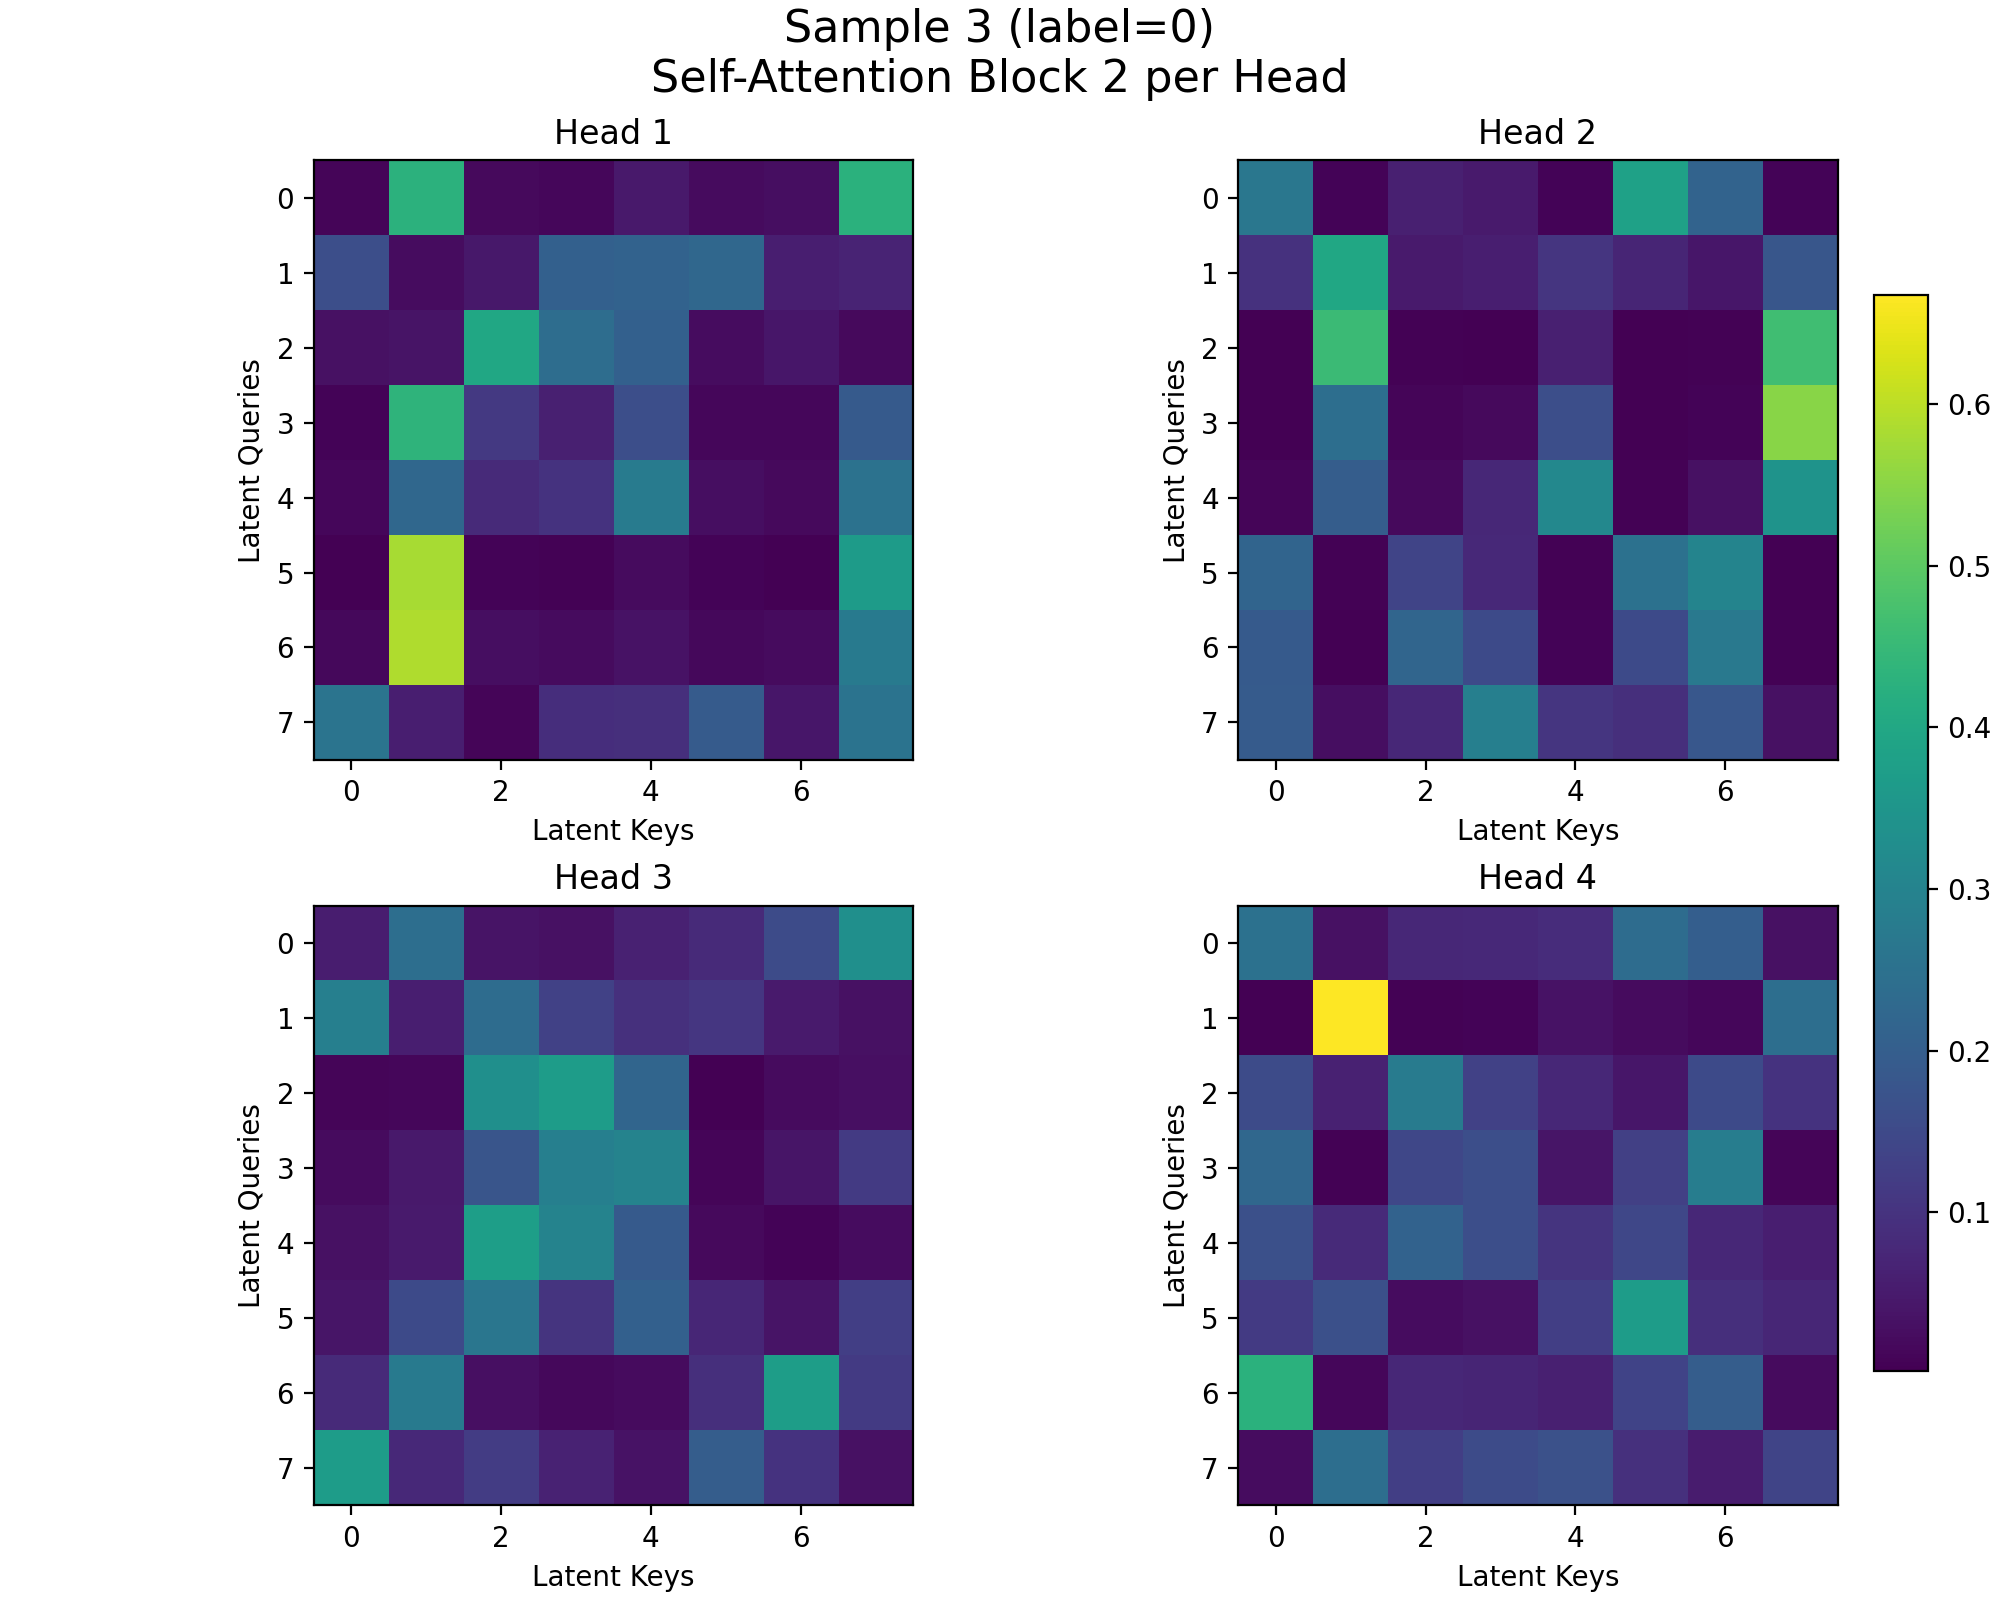 Sample 3 (label=0)
Self-Attention Block 2 per Head
Head 1
0
1
2
3
4
5
6
7
Latent Queries
0 2 4 6
Latent Keys
Head 2
0
1
2
3
4
5
6
7
Latent Queries
0 2 4 6
Latent Keys
Head 3
0
1
2
3
4
5
6
7
Latent Queries
0 2 4 6
Latent Keys
Head 4
0
1
2
3
4
5
6
7
Latent Queries
0 2 4 6
Latent Keys
0.6
0.5
0.4
0.3
0.2
0.1